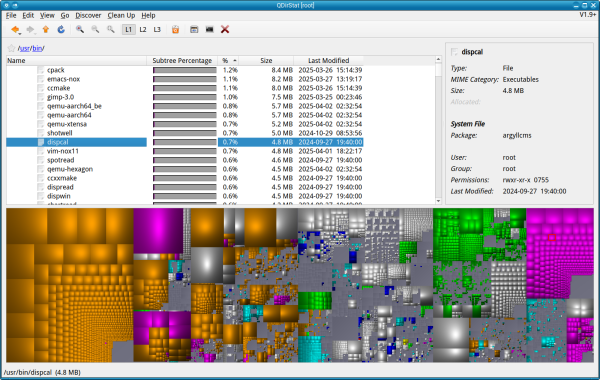 QDirStat [root]
File Edit View Go Discover Clean Up Help V1.9+
L1 L2 L3
/usr/bin/
Name Subtree Percentage % Size Last Modified
cpack 1.2% 8.4 MB 2025-03-26 15:14:39
emacs-nox 1.1% 8.2 MB 2025-03-26 13:19:17
ccmake 1.1% 8.0 MB 2025-03-26 15:14:39
gimp-3.0 1.0% 7.5 MB 2025-03-25 00:23:46
qemu-aarch64_be 0.8% 5.7 MB 2025-04-02 02:32:54
qemu-aarch64 0.8% 5.7 MB 2025-04-02 02:32:54
qemu-xtensa 0.7% 5.2 MB 2025-04-02 02:32:54
shotwell 0.7% 5.0 MB 2024-10-29 08:53:56
dispcal 0.7% 4.8 MB 2024-09-27 19:40:00
vim-nox11 0.7% 4.8 MB 2025-04-01 18:22:17
spotread 0.6% 4.6 MB 2024-09-27 19:40:00
qemu-hexagon 0.6% 4.5 MB 2025-04-02 02:32:54
ccxxmake 0.6% 4.5 MB 2024-09-27 19:40:00
dispread 0.6% 4.5 MB 2024-09-27 19:40:00
dispwin 0.6% 4.5 MB 2024-09-27 19:40:00
dispcal
Type: File
MIME Category: Executables
Size: 4.8 MB
Allocated:
System File
Package: argyllcms
User: root
Group: root
Permissions: rwxr-xr-x 0755
Last Modified: 2024-09-27 19:40:00
/usr/bin/dispcal (4.8 MB)